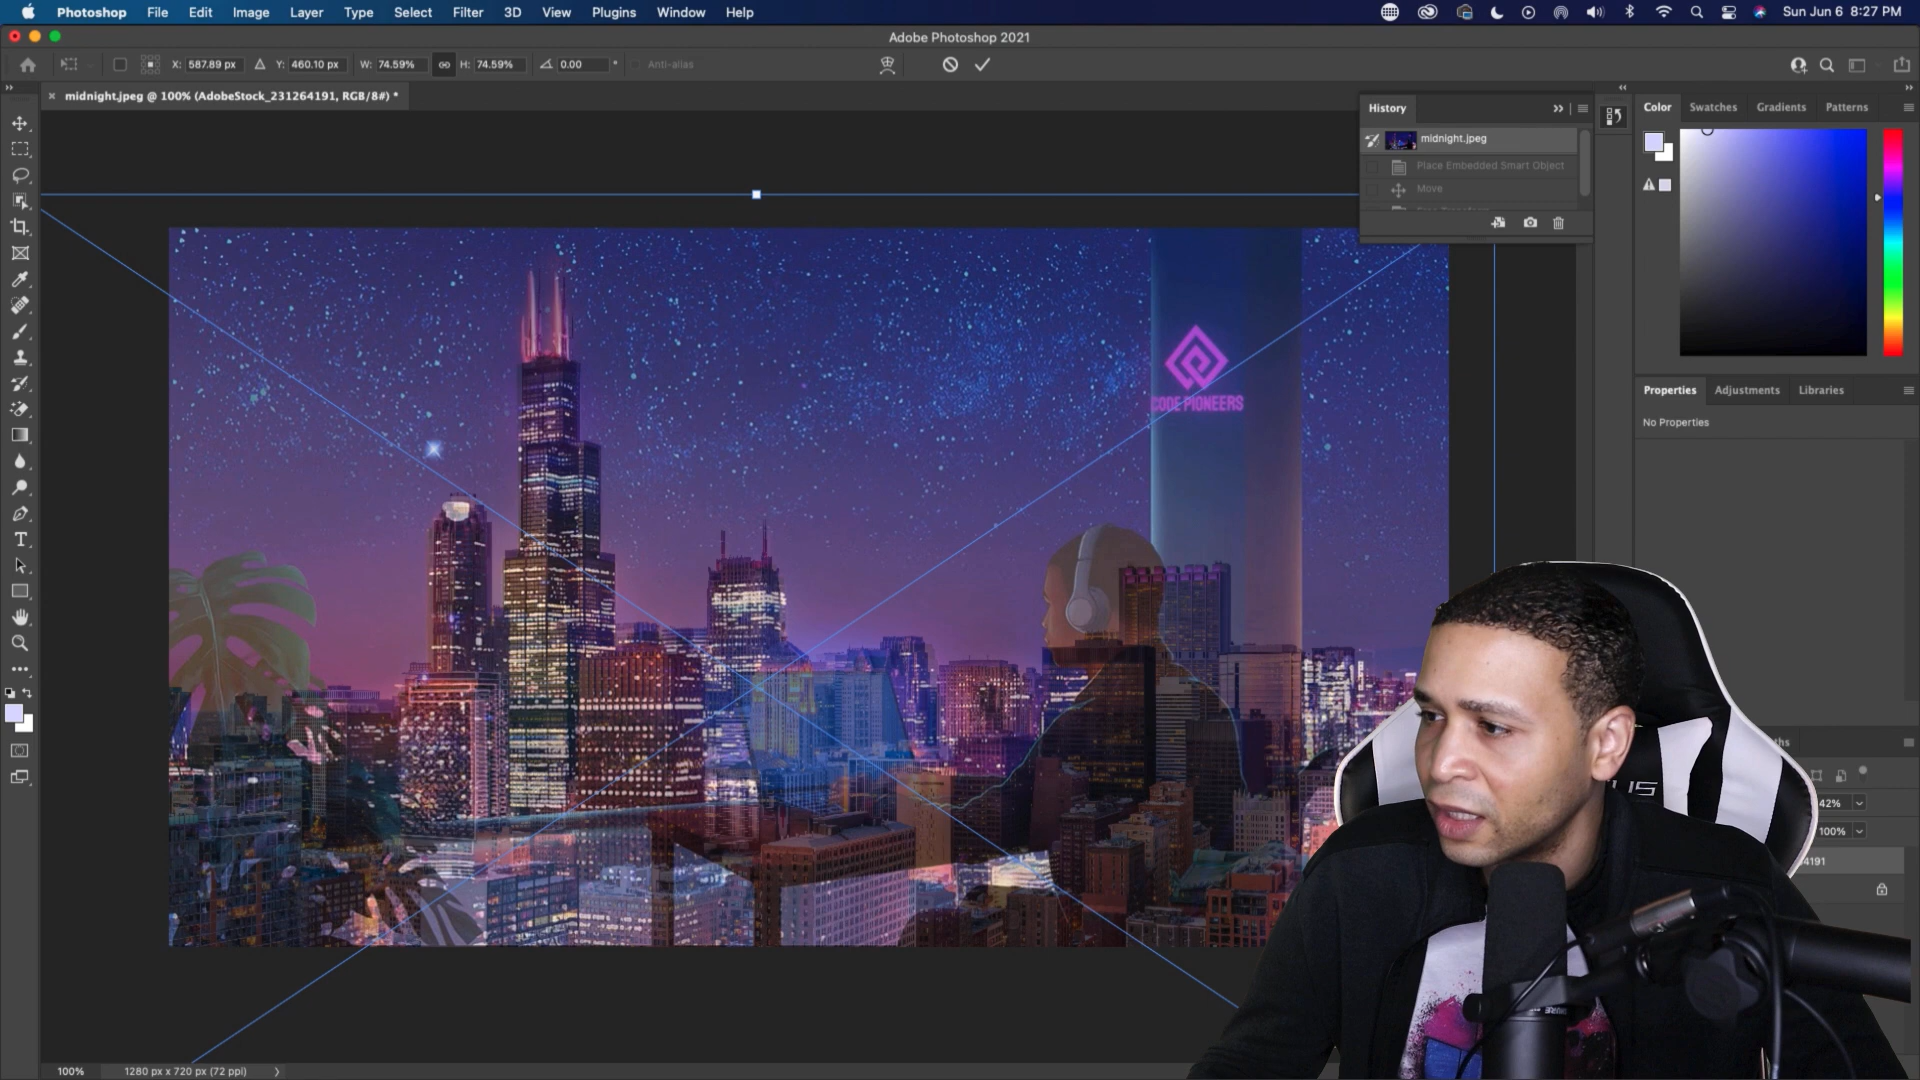 Photoshop File Edit Image Layer Type Select Filter 3D View Plugins Window Help Sun Jun 6 8:27 PM
Adobe Photoshop 2021
X: 587.89 px Y: 460.10 px W: 74.59% H: 74.59% 0.00 ° Anti-alias
midnight.jpeg @ 100% (AdobeStock_231264191, RGB/8#) *
History
midnight.jpeg
Place Embedded Smart Object
Move
Color Swatches Gradients Patterns
Properties Adjustments Libraries
No Properties
CODE PIONEERS
42%
100%
4191
100% 1280 px x 720 px (72 ppi)